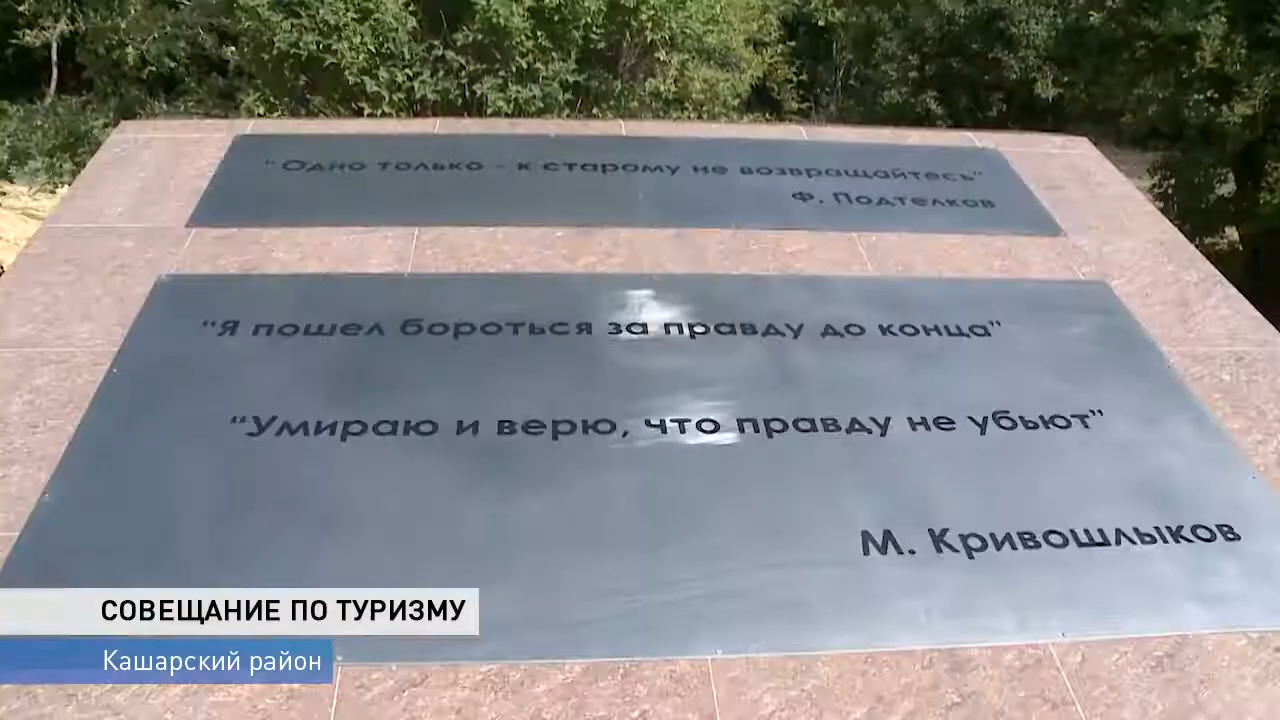 "Одно только - к старому не возвращайтесь"
Ф. Подтелков
"Я пошел бороться за правду до конца"
"Умираю и верю, что правду не убьют"
М. Кривошлыков
СОВЕЩАНИЕ ПО ТУРИЗМУ
Кашарский район